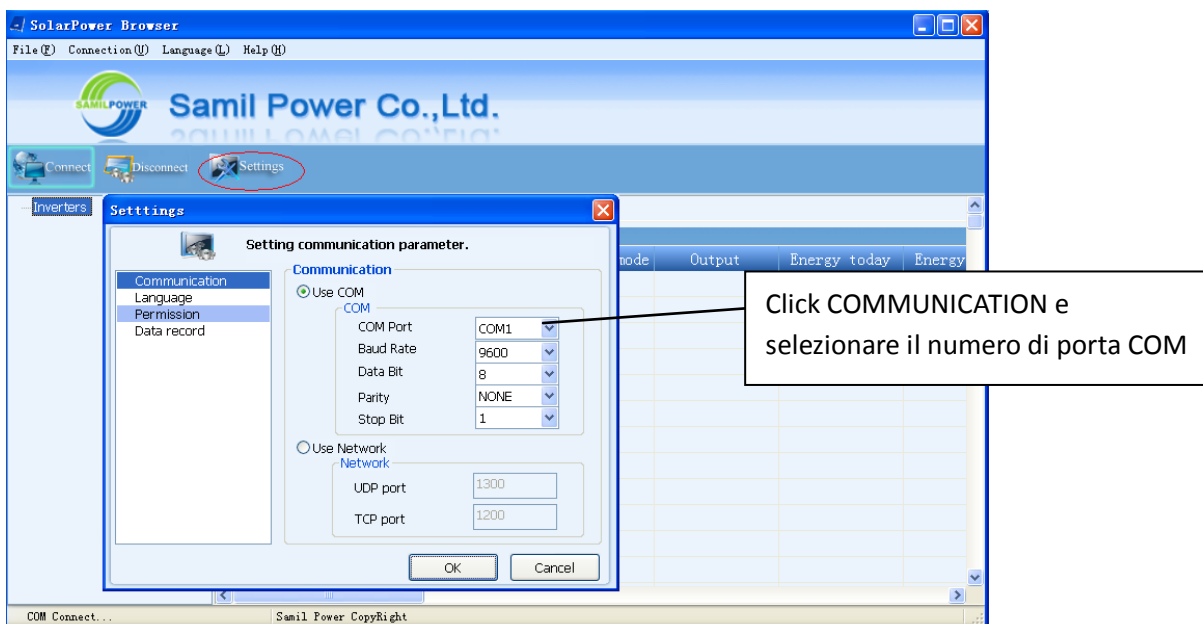 SolarPower Browser
File(F) Connection(U) Language(L) Help(H)
SAMILPOWER
Samil Power Co.,Ltd.
Connect Disconnect Settings
Inverters
mode Output Energy today Energy
Setttings
Setting communication parameter.
Communication
Language
Permission
Data record
Communication
Use COM
COM
COM Port COM1
Baud Rate 9600
Data Bit 8
Parity NONE
Stop Bit 1
Use Network
Network
UDP port 1300
TCP port 1200
OK Cancel
Click COMMUNICATION e
selezionare il numero di porta COM
COM Connect... Samil Power CopyRight